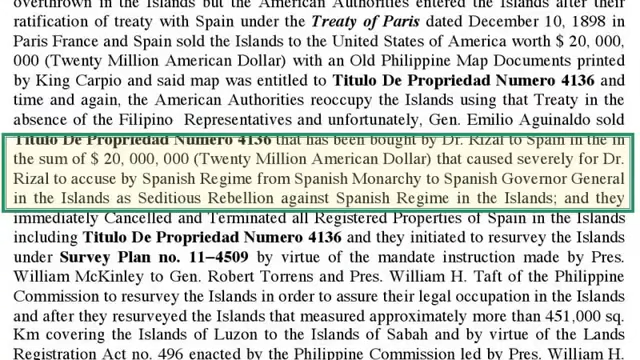 overthrown in the Islands but the American Authorities entered the Islands after their
ratification of treaty with Spain under the Treaty of Paris dated December 10, 1898 in
Paris France and Spain sold the Islands to the United States of America worth $ 20, 000,
000 (Twenty Million American Dollar) with an Old Philippine Map Documents printed
by King Carpio and said map was entitled to Titulo De Propriedad Numero 4136 and
time and again, the American Authorities reoccupy the Islands using that Treaty in the
absence of the Filipino Representatives and unfortunately, Gen. Emilio Aguinaldo sold
Titulo De Propriedad Numero 4136 that has been bought by Dr. Rizal to Spain in the in
the sum of $ 20, 000, 000 (Twenty Million American Dollar) that caused severely for Dr.
Rizal to accuse by Spanish Regime from Spanish Monarchy to Spanish Governor General
in the Islands as Seditious Rebellion against Spanish Regime in the Islands; and they
immediately Cancelled and Terminated all Registered Properties of Spain in the Islands
including Titulo De Propriedad Numero 4136 and they initiated to resurvey the Islands
under Survey Plan no. 11–4509 by virtue of the mandate instruction made by Pres.
William McKinley to Gen. Robert Torrens and Pres. William H. Taft of the Philippine
Commission to resurvey the Islands in order to assure their legal occupation in the Islands
and after they resurveyed the Islands that measured approximately more than 451,000 sq.
Km covering the Islands of Luzon to the Islands of Sabah and by virtue of the Lands
Registration Act no. 496 enacted by the Philippine Commission led by Pres. William H.